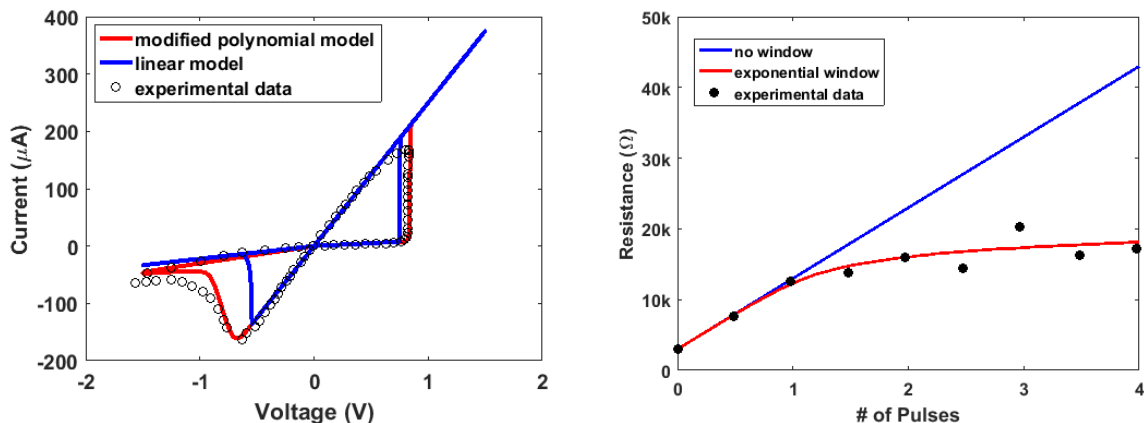 400
300
200
100
0
-100
-200
-2
-1
0
1
2
Current (μA)
Voltage (V)
modified polynomial model
linear model
experimental data
50k
40k
30k
20k
10k
0
0
1
2
3
4
Resistance (Ω)
# of Pulses
no window
exponential window
experimental data